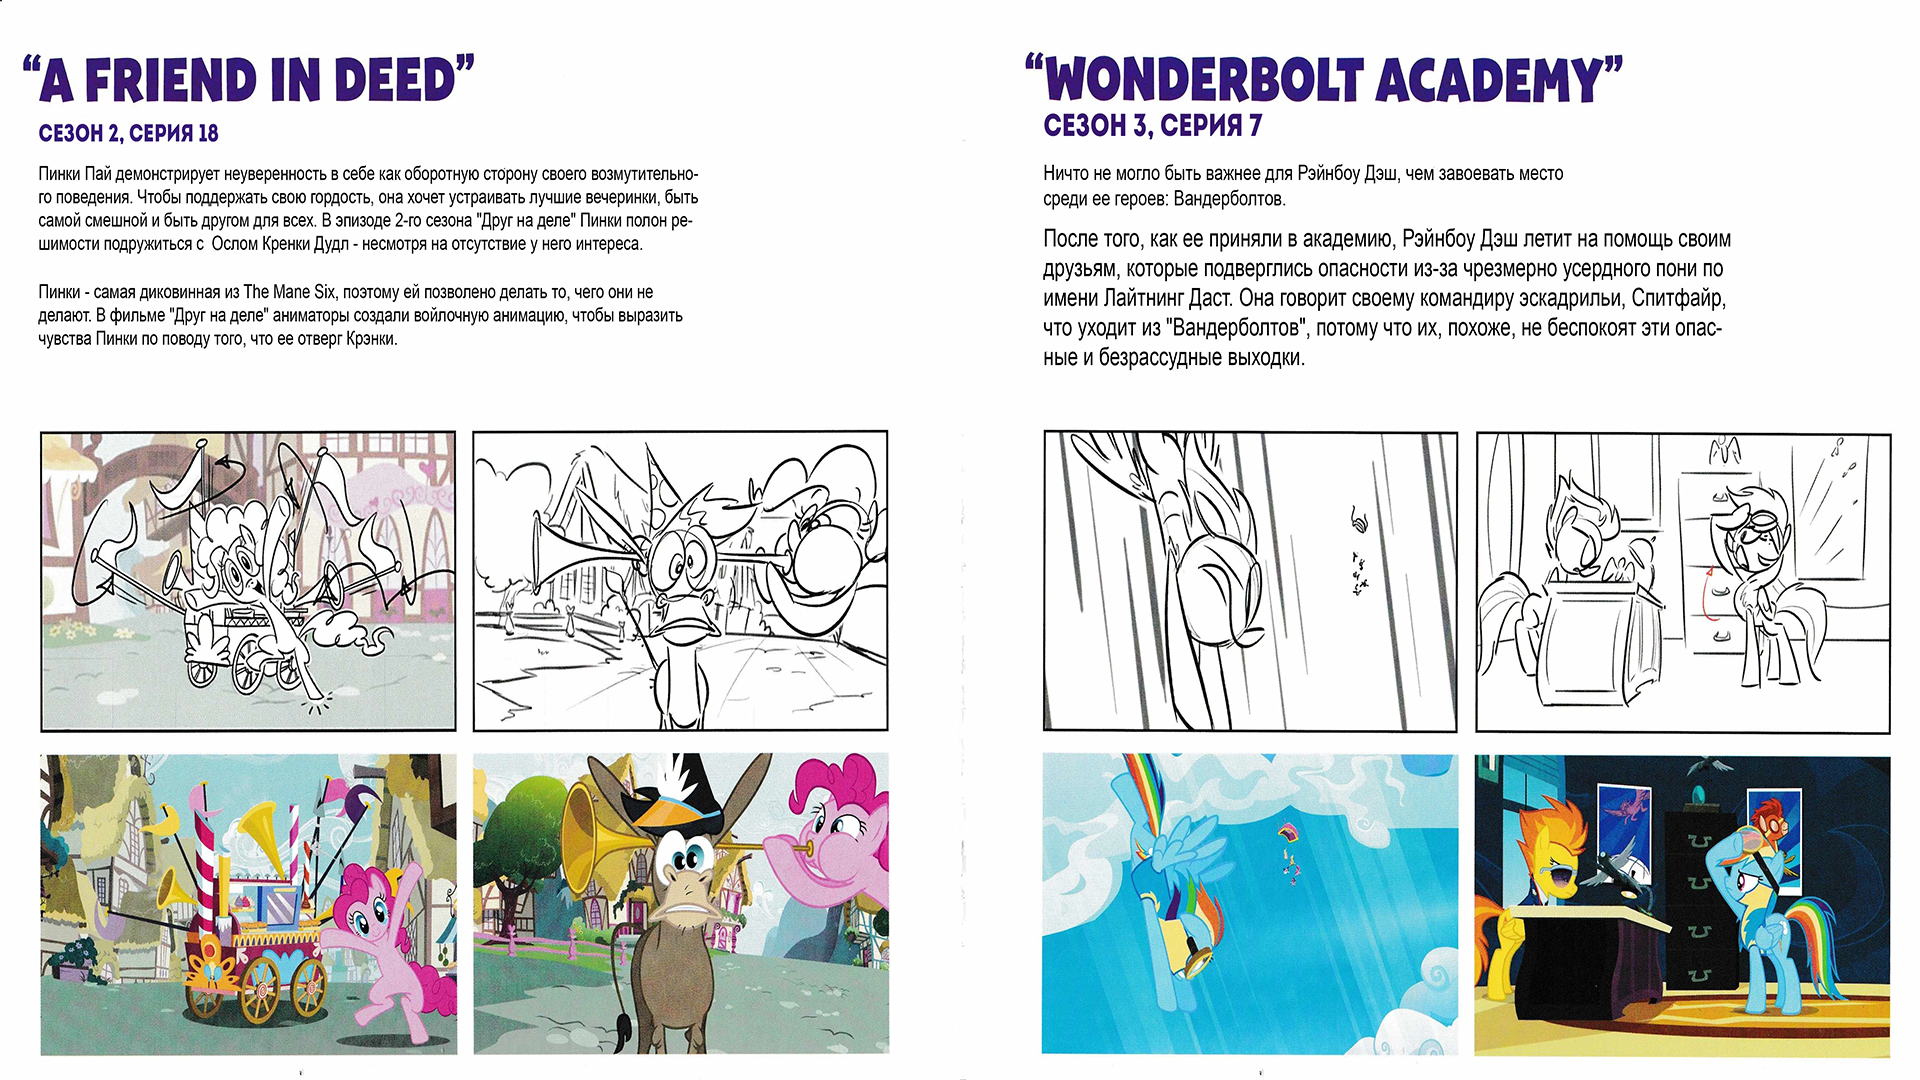 “A FRIEND IN DEED”
СЕЗОН 2, СЕРИЯ 18
Пинки Пай демонстрирует неуверенность в себе как оборотную сторону своего возмутительно-
го поведения. Чтобы поддержать свою гордость, она хочет устраивать лучшие вечеринки, быть
самой смешной и быть другом для всех. В эпизоде 2-го сезона "Друг на деле" Пинки полон ре-
шимости подружиться с Ослом Кренки Дудл - несмотря на отсутствие у него интереса.
Пинки - самая диковинная из The Mane Six, поэтому ей позволено делать то, чего они не
делают. В фильме "Друг на деле" аниматоры создали войлочную анимацию, чтобы выразить
чувства Пинки по поводу того, что ее отверг Крэнки.
“WONDERBOLT ACADEMY”
СЕЗОН 3, СЕРИЯ 7
Ничто не могло быть важнее для Рэйнбоу Дэш, чем завоевать место
среди ее героев: Вандерболтов.
После того, как ее приняли в академию, Рэйнбоу Дэш летит на помощь своим
друзьям, которые подверглись опасности из-за чрезмерно усердного пони по
имени Лайтнинг Даст. Она говорит своему командиру эскадрильи, Спитфайр,
что уходит из "Вандерболтов", потому что их, похоже, не беспокоят эти опас-
ные и безрассудные выходки.